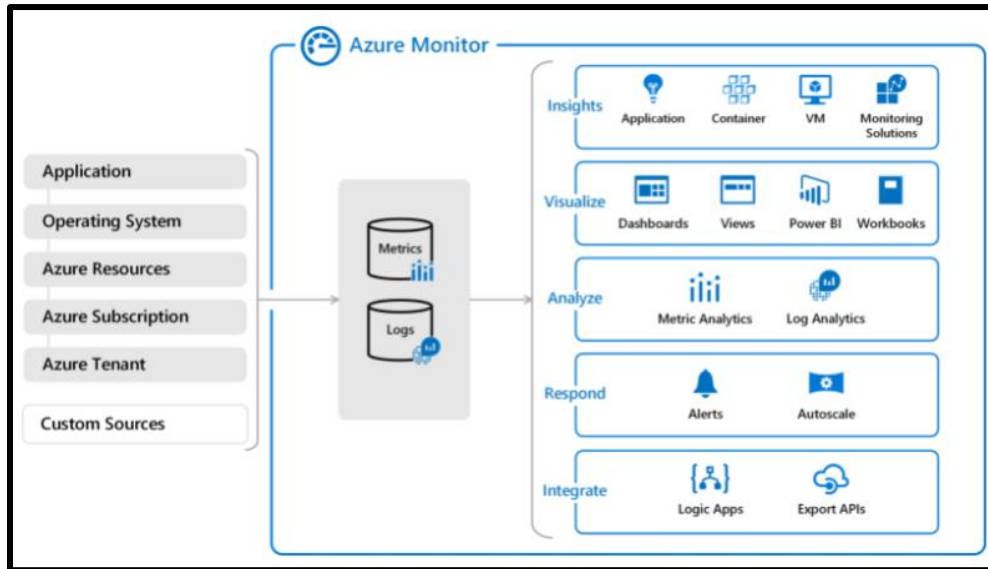 Azure Monitor
Application
Operating System
Azure Resources
Azure Subscription
Azure Tenant
Custom Sources
Metrics
Logs
Insights
Application
Container
VM
Monitoring
Solutions
Visualize
Dashboards
Views
Power BI
Workbooks
Analyze
Metric Analytics
Log Analytics
Respond
Alerts
Autoscale
Integrate
Logic Apps
Export APIs